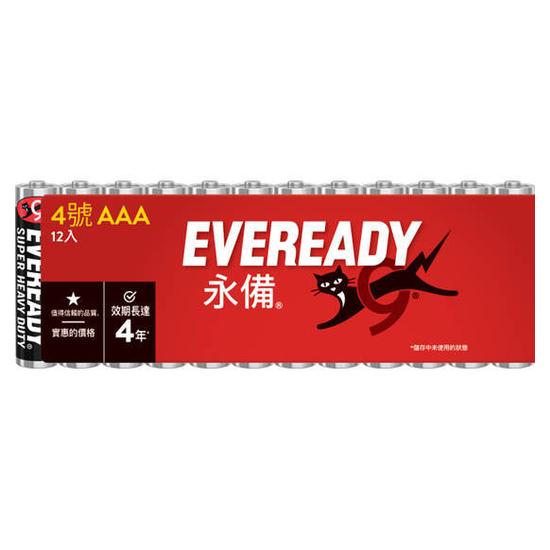 4號 AAA
12入
值得信賴的品質,
實惠的價格
效期長達
4年*
EVEREADY
永備®
9®
*儲存中未使用的狀態
9
EVEREADY®
SUPER HEAVY DUTY